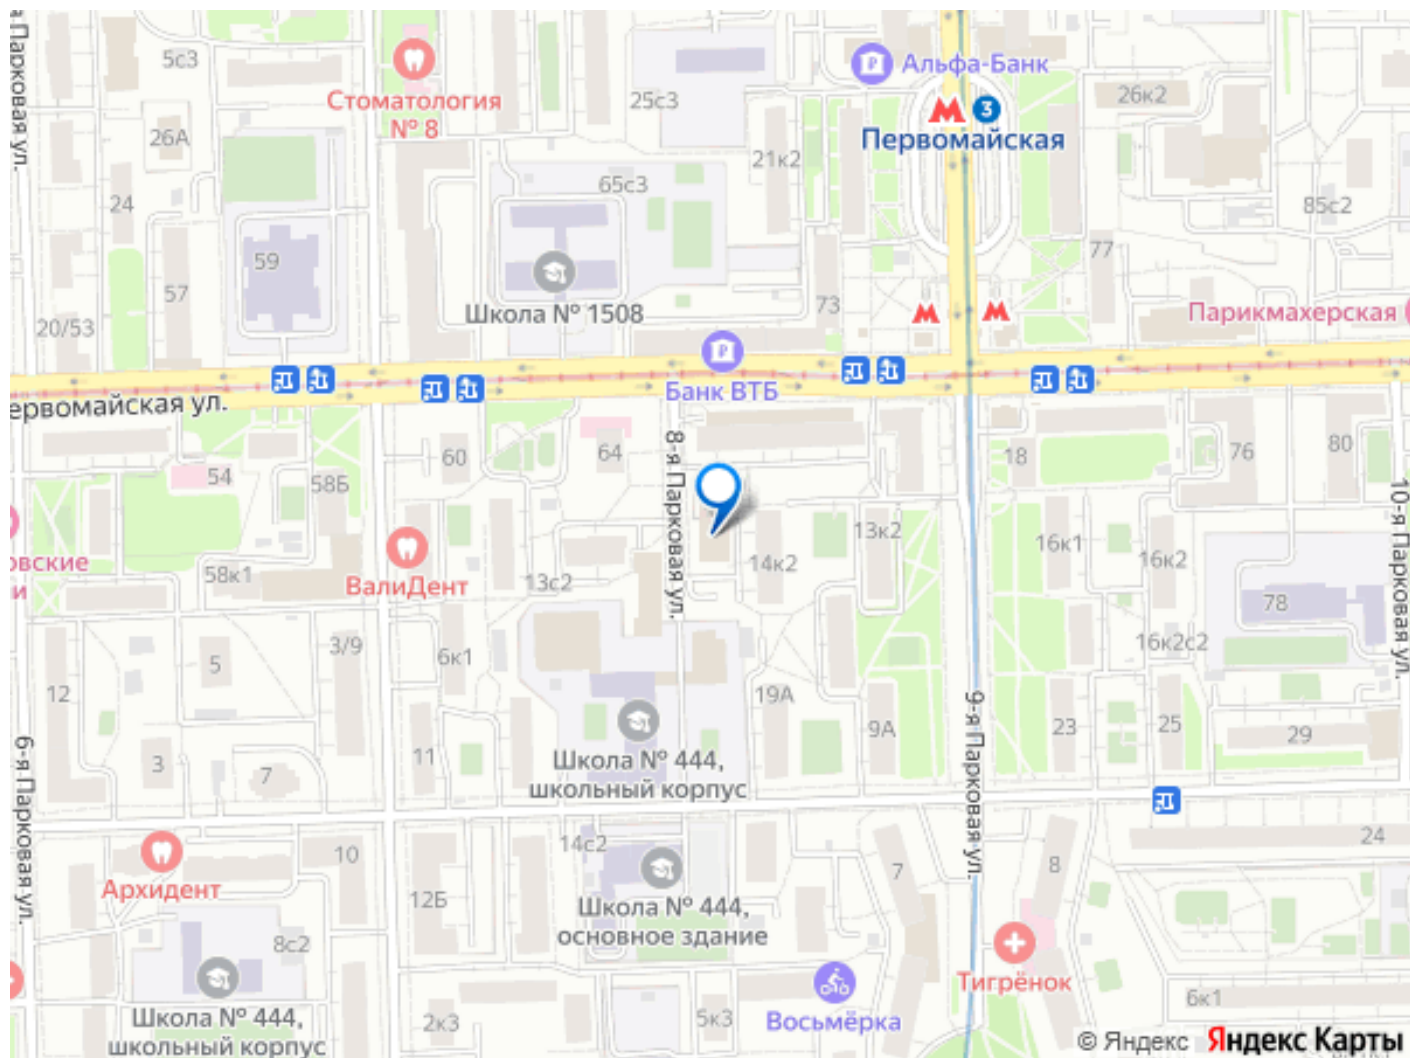 я Парковая ул.
5с3
Стоматология
№ 8
25с3
Альфа-Банк
3
Первомайская
26к2
26А
21к2
24
65с3
85с2
59
77
57
Школа № 1508
73
20/53
Парикмахерская
Банк ВТБ
ервомайская ул.
8-я Парковая ул.
60
64
18
76
80
54
58Б
10-я Парковая ул.
13к2
16к1
16к2
овские
и
58к1
ВалиДент
13с2
14к2
78
3/9
6к1
5
16к2с2
12
19А
9-я Парковая ул.
9А
23
25
29
6-я Парковая ул.
3
7
11
Школа № 444,
школьный корпус
24
14с2
10
7
8
Архидент
12Б
Школа № 444,
основное здание
8с2
Тигрёнок
6к1
2к3
5к3
Восьмёрка
Школа № 444,
школьный корпус
© Яндекс Яндекс Карты